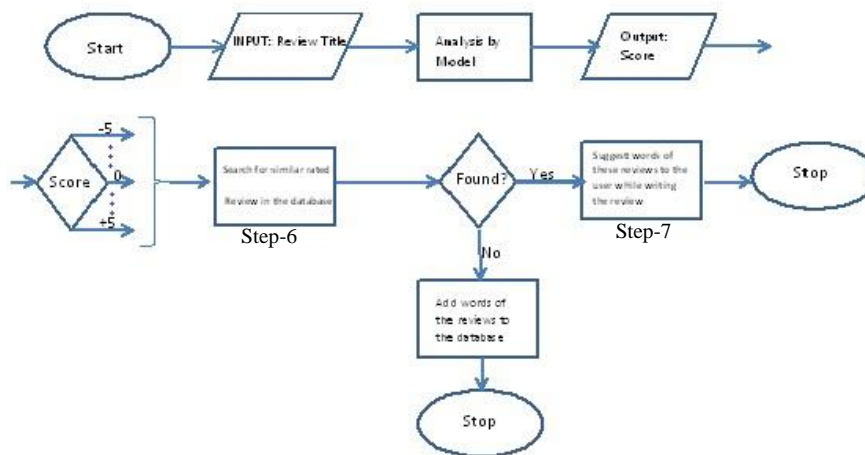 Start
INPUT: Review Title
Analysis by
Model
Output:
Score
Score
-5
0
+5
Search for similar rated
Review in the database
Step-6
Found?
Yes
Suggest words of
these reviews to the
user while writing
the review
Step-7
Stop
No
Add words of
the reviews to
the database
Stop